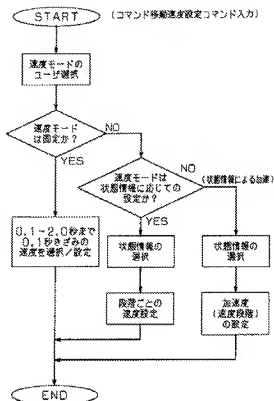 START
(コマンド移動速度設定コマンド入力)
速度モードの
ユーザ選択
速度モード
は固定か?
NO
YES
速度モードは
状態情報に応じての
設定か?
NO
(状態情報による加速)
YES
0.1~2.0秒まで
0.1秒きざみの
速度を選択/設定
状態情報の
選択
状態情報の
選択
段階ごとの
速度設定
加速度
(速度段階)
の設定
END